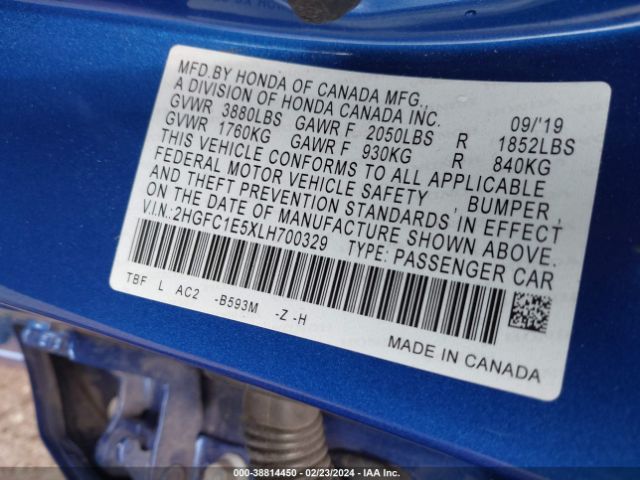 MFD.BY HONDA OF CANADA MFG.,
A DIVISION OF HONDA CANADA INC. 09/'19
GVWR 3880LBS GAWR F 2050LBS R 1852LBS
GVWR 1760KG GAWR F 930KG R 840KG
THIS VEHICLE CONFORMS TO ALL APPLICABLE
FEDERAL MOTOR VEHICLE SAFETY , BUMPER,
AND THEFT PREVENTION STANDARDS IN EFFECT
ON THE DATE OF MANUFACTURE SHOWN ABOVE.
V.I.N.: 2HGFC1E5XLH700329 TYPE: PASSENGER CAR
TBF L AC2 -B593M -Z -H
MADE IN CANADA
000-38814450 - 02/23/2024 - IAA Inc.